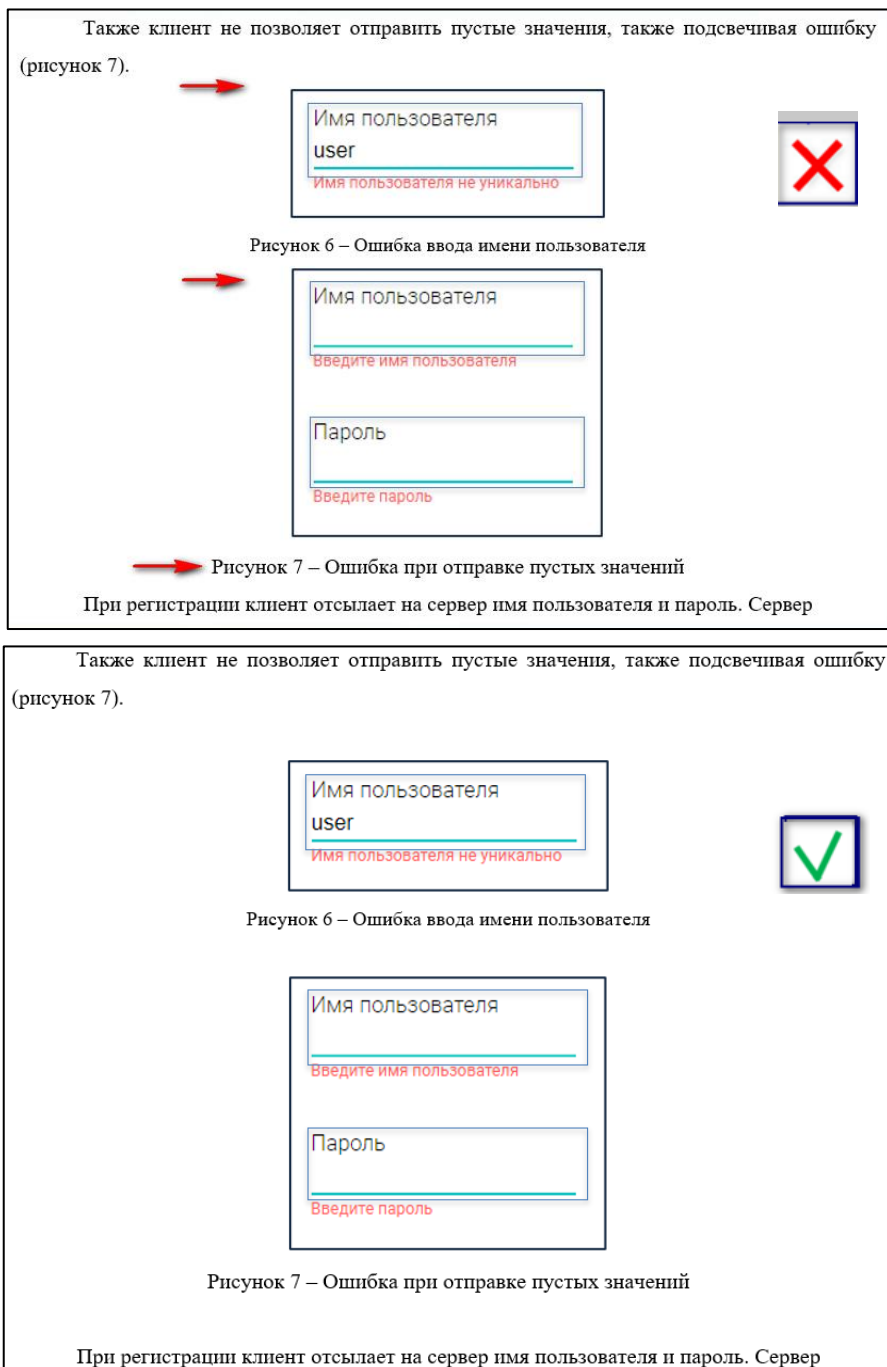 Также клиент не позволяет отправить пустые значения, также подсвечивая ошибку
(рисунок 7).
Имя пользователя
user
Имя пользователя не уникально
Рисунок 6 – Ошибка ввода имени пользователя
Имя пользователя
Введите имя пользователя
Пароль
Введите пароль
Рисунок 7 – Ошибка при отправке пустых значений
При регистрации клиент отсылает на сервер имя пользователя и пароль. Сервер
Также клиент не позволяет отправить пустые значения, также подсвечивая ошибку
(рисунок 7).
Имя пользователя
user
Имя пользователя не уникально
Рисунок 6 – Ошибка ввода имени пользователя
Имя пользователя
Введите имя пользователя
Пароль
Введите пароль
Рисунок 7 – Ошибка при отправке пустых значений
При регистрации клиент отсылает на сервер имя пользователя и пароль. Сервер